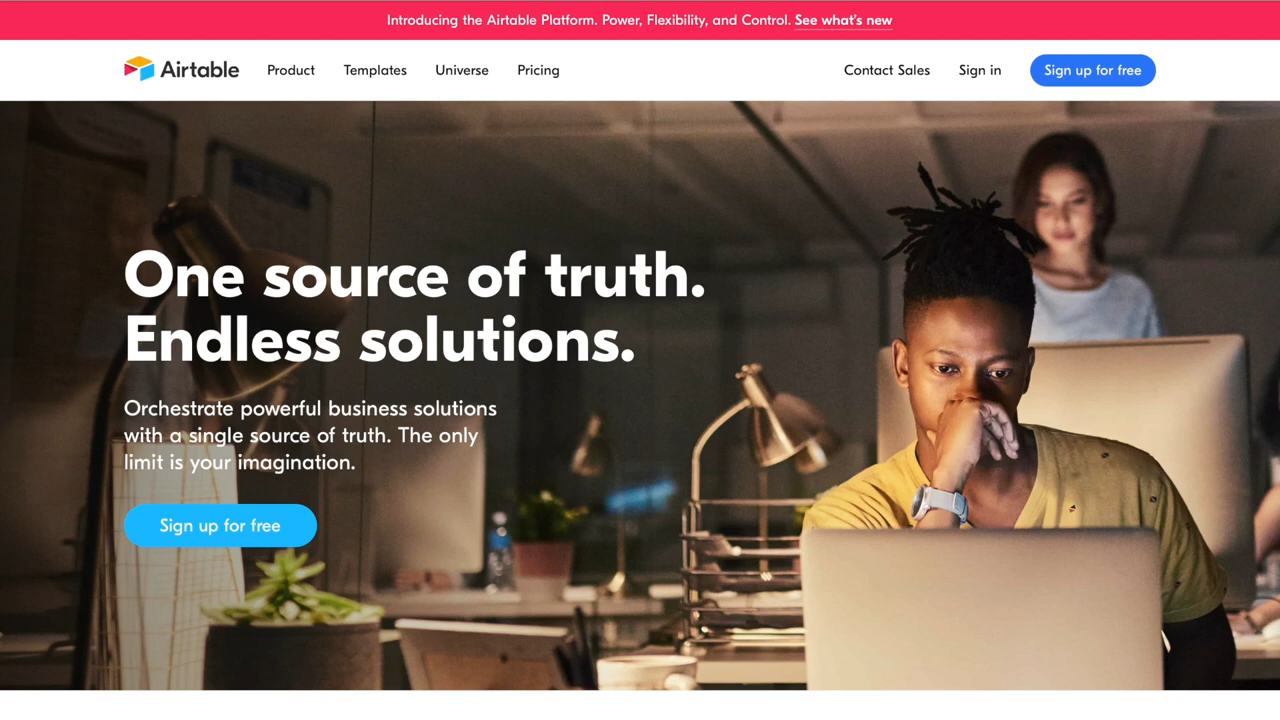 Introducing the Airtable Platform. Power, Flexibility, and Control. See what's new
Airtable Product Templates Universe Pricing Contact Sales Sign in Sign up for free
One source of truth.
Endless solutions.
Orchestrate powerful business solutions
with a single source of truth. The only
limit is your imagination.
Sign up for free